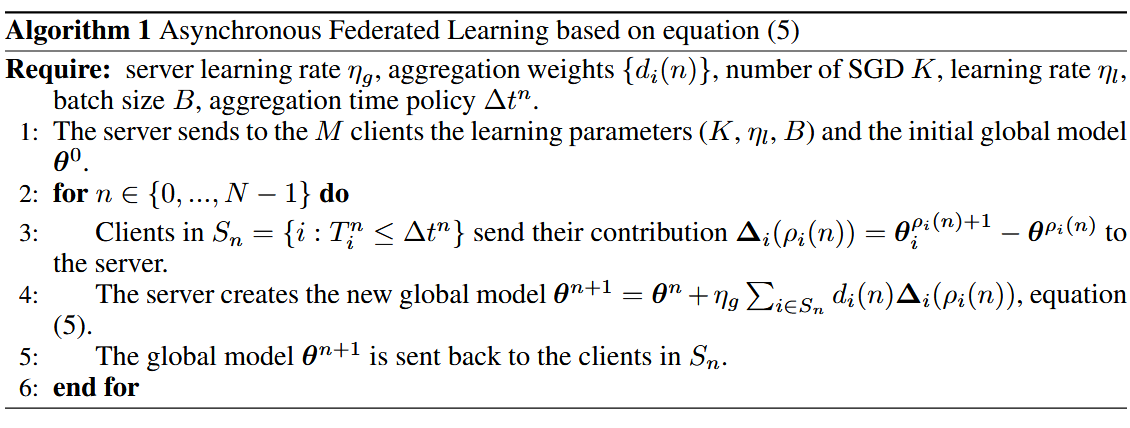 Algorithm 1 Asynchronous Federated Learning based on equation (5)
Require: server learning rate $\eta_g$, aggregation weights $\{d_i(n)\}$, number of SGD $K$, learning rate $\eta_l$,
batch size $B$, aggregation time policy $\Delta t^n$.
1: The server sends to the $M$ clients the learning parameters ($K$, $\eta_l$, $B$) and the initial global model
$\boldsymbol{\theta}^0$.
2: for $n \in \{0, ..., N - 1\}$ do
3: Clients in $S_n = \{i : T_i^n \leq \Delta t^n\}$ send their contribution $\boldsymbol{\Delta}_i(\rho_i(n)) = \boldsymbol{\theta}_i^{\rho_i(n)+1} - \boldsymbol{\theta}^{\rho_i(n)}$ to
the server.
4: The server creates the new global model $\boldsymbol{\theta}^{n+1} = \boldsymbol{\theta}^n + \eta_g \sum_{i \in S_n} d_i(n) \boldsymbol{\Delta}_i(\rho_i(n))$, equation
(5).
5: The global model $\boldsymbol{\theta}^{n+1}$ is sent back to the clients in $S_n$.
6: end for